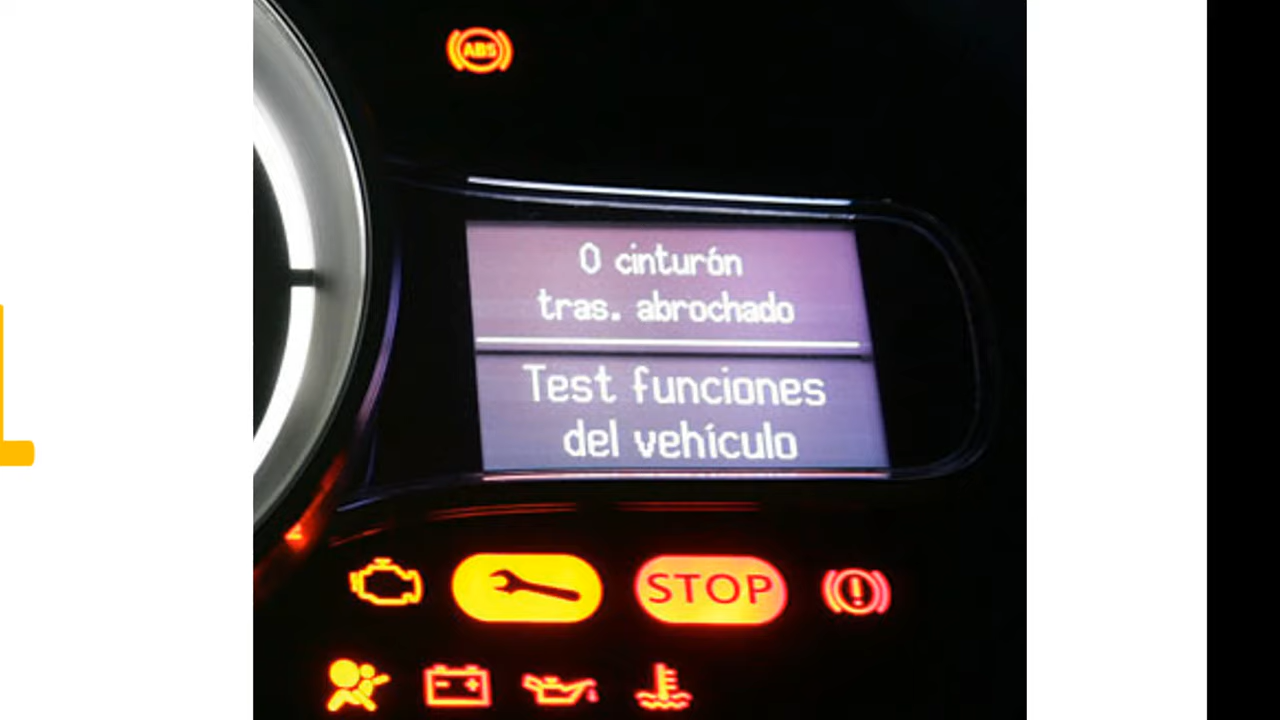 ABS
0 cinturón
tras. abrochado
Test funciones
del vehículo
STOP